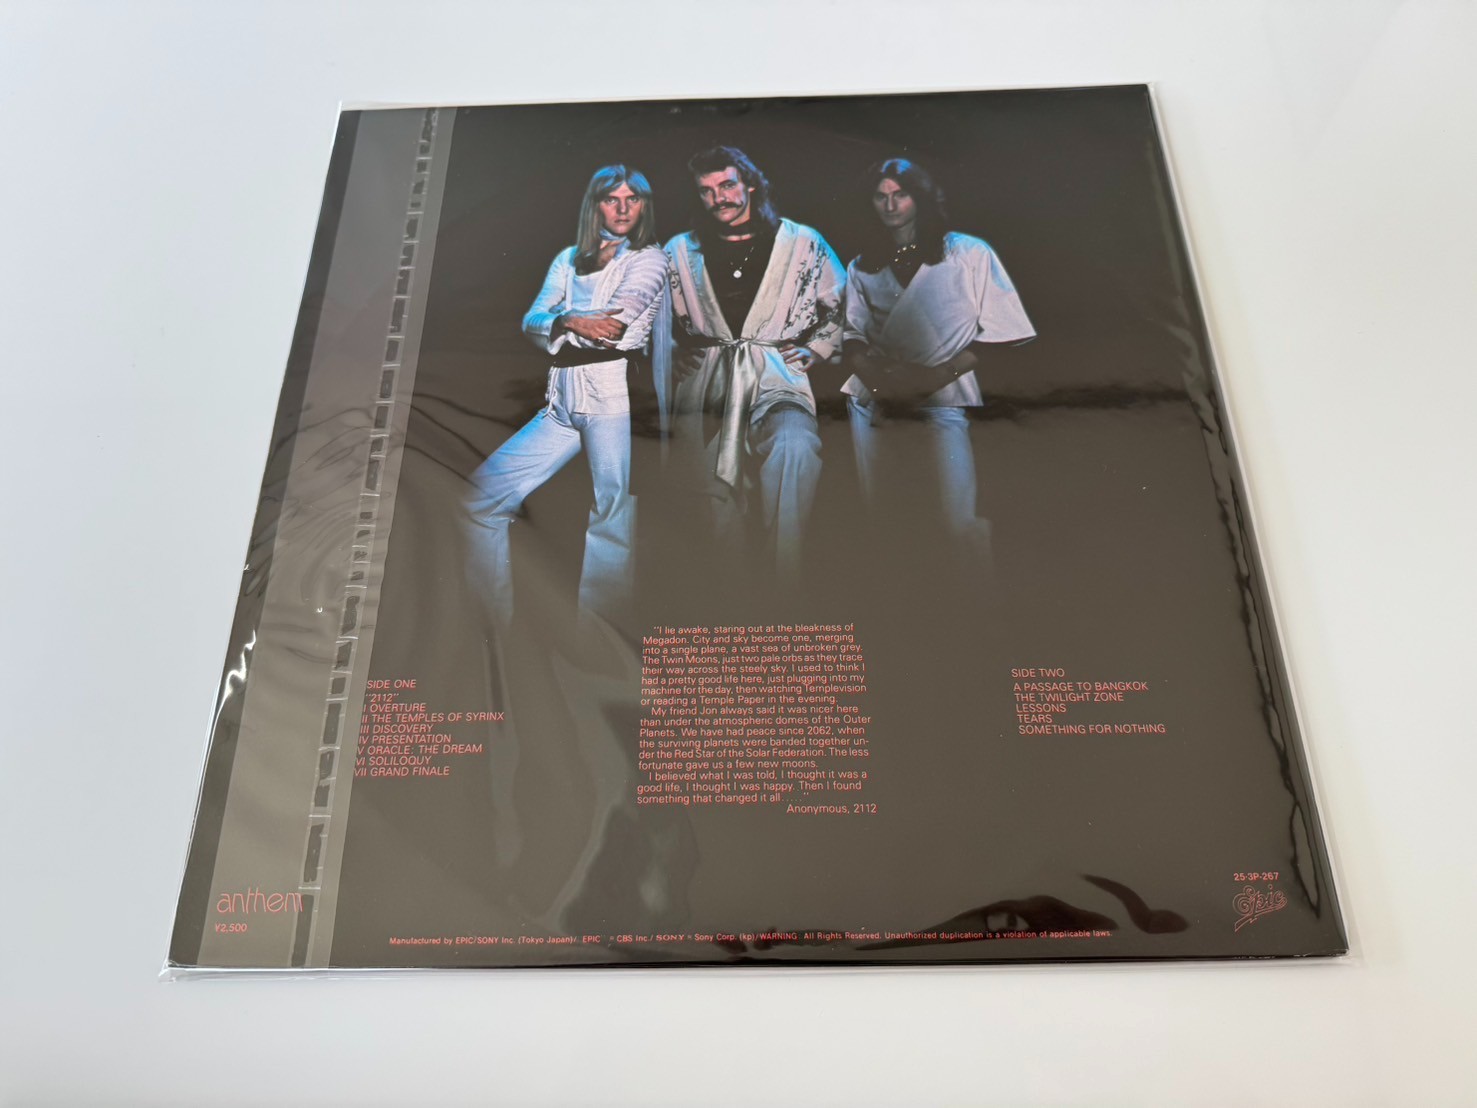 "I lie awake, staring out at the bleakness of
Megadon. City and sky become one, merging
into a single plane, a vast sea of unbroken grey.
The Twin Moons, just two pale orbs as they trace
their way across the steely sky. I used to think I
had a pretty good life here, just plugging into my
machine for the day, then watching Templevision
or reading a Temple Paper in the evening.
My friend Jon always said it was nicer here
than under the atmospheric domes of the Outer
Planets. We have had peace since 2062, when
the surviving planets were banded together un-
der the Red Star of the Solar Federation. The less
fortunate gave us a few new moons.
I believed what I was told, I thought it was a
good life, I thought I was happy. Then I found
something that changed it all....."
Anonymous, 2112
SIDE ONE
"2112"
I OVERTURE
II THE TEMPLES OF SYRINX
III DISCOVERY
IV PRESENTATION
V ORACLE: THE DREAM
VI SOLILOQUY
VII GRAND FINALE
SIDE TWO
A PASSAGE TO BANGKOK
THE TWILIGHT ZONE
LESSONS
TEARS
SOMETHING FOR NOTHING
anthem
¥2,500
25·3P-267
Epic
Manufactured by EPIC/SONY Inc. (Tokyo Japan)/. EPIC ® CBS Inc./ SONY ® Sony Corp. (kp)/WARNING: All Rights Reserved. Unauthorized duplication is a violation of applicable laws.